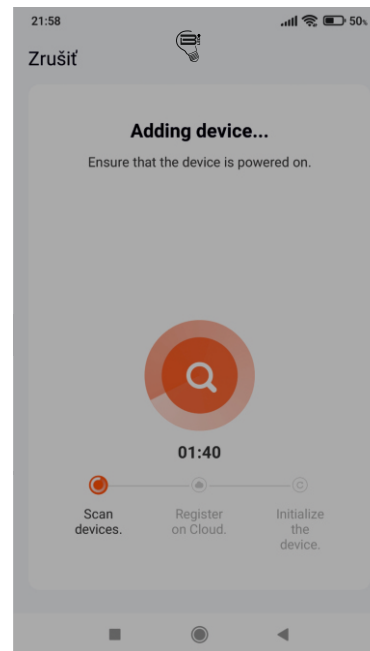 21:58
50%
Zrušiť
Adding device...
Ensure that the device is powered on.
01:40
Scan
devices.
Register
on Cloud.
Initialize
the
device.